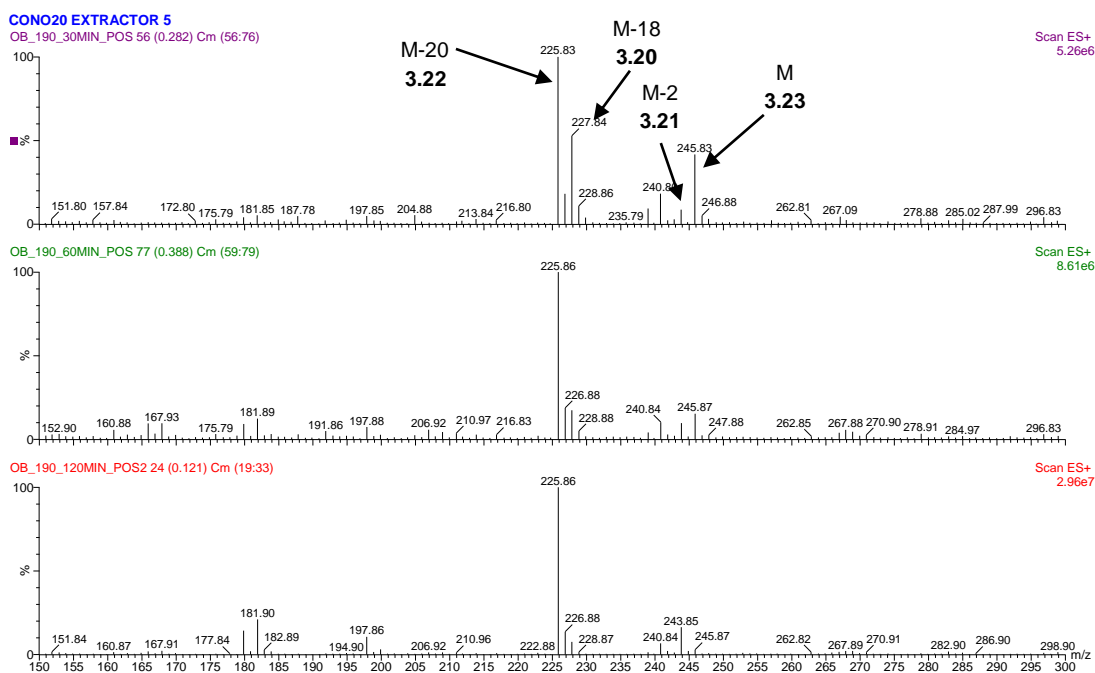 CONO20 EXTRACTOR 5
OB_190_30MIN_POS 56 (0.282) Cm (56:76)
Scan ES+
5.26e6
M-20
3.22
M-18
3.20
M-2
3.21
M
3.23
100
%
0
151.80 157.84 172.80 175.79 181.85 187.78 197.85 204.88 213.84 216.80 225.83 227.84 228.86 235.79 245.83 246.88 262.81 267.09 278.88 285.02 287.99 296.83
OB_190_60MIN_POS 77 (0.388) Cm (59:79)
Scan ES+
8.61e6
100
%
0
152.90 160.88 167.93 175.79 181.89 191.86 197.88 206.92 210.97 216.83 225.86 226.88 228.88 240.84 245.87 247.88 262.85 267.88 270.90 278.91 284.97 296.83
OB_190_120MIN_POS2 24 (0.121) Cm (19:33)
Scan ES+
2.96e7
100
%
0
151.84 160.87 167.91 177.84 181.90 182.89 194.90 197.86 206.92 210.96 222.88 225.86 226.88 228.87 240.84 243.85 245.87 262.82 267.89 270.91 282.90 286.90 298.90
m/z
150 155 160 165 170 175 180 185 190 195 200 205 210 215 220 225 230 235 240 245 250 255 260 265 270 275 280 285 290 295 300